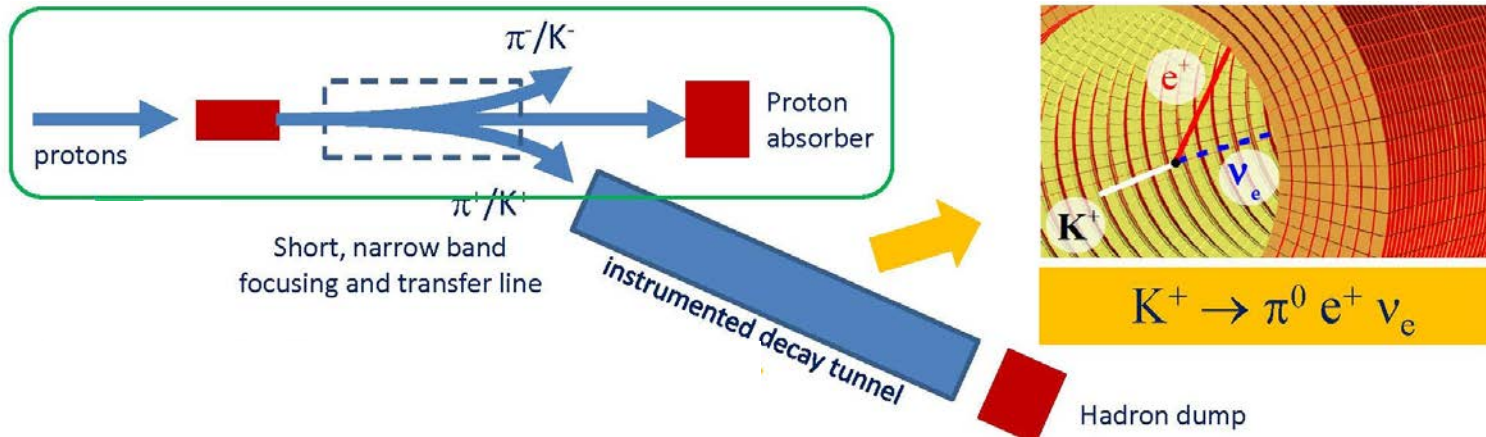 π⁻/K⁻
protons
Proton
absorber
π⁺/K⁺
Short, narrow band
focusing and transfer line
instrumented decay tunnel
Hadron dump
e⁺
νₑ
K⁺
K⁺ → π⁰ e⁺ νₑ